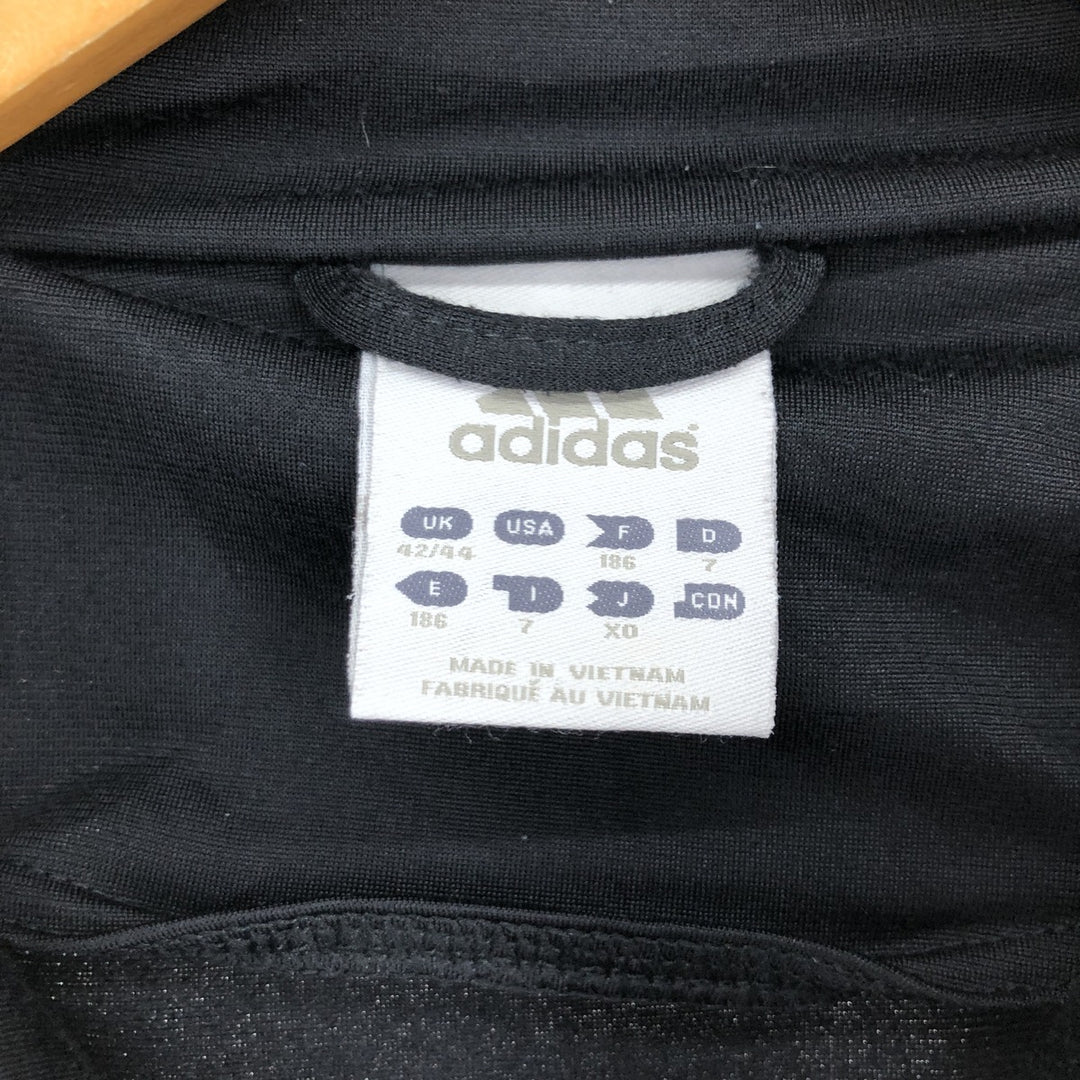 adidas®
UK USA F D
42/44 186 7
E I J CDN
186 7 XO
MADE IN VIETNAM
FABRIQUÉ AU VIETNAM